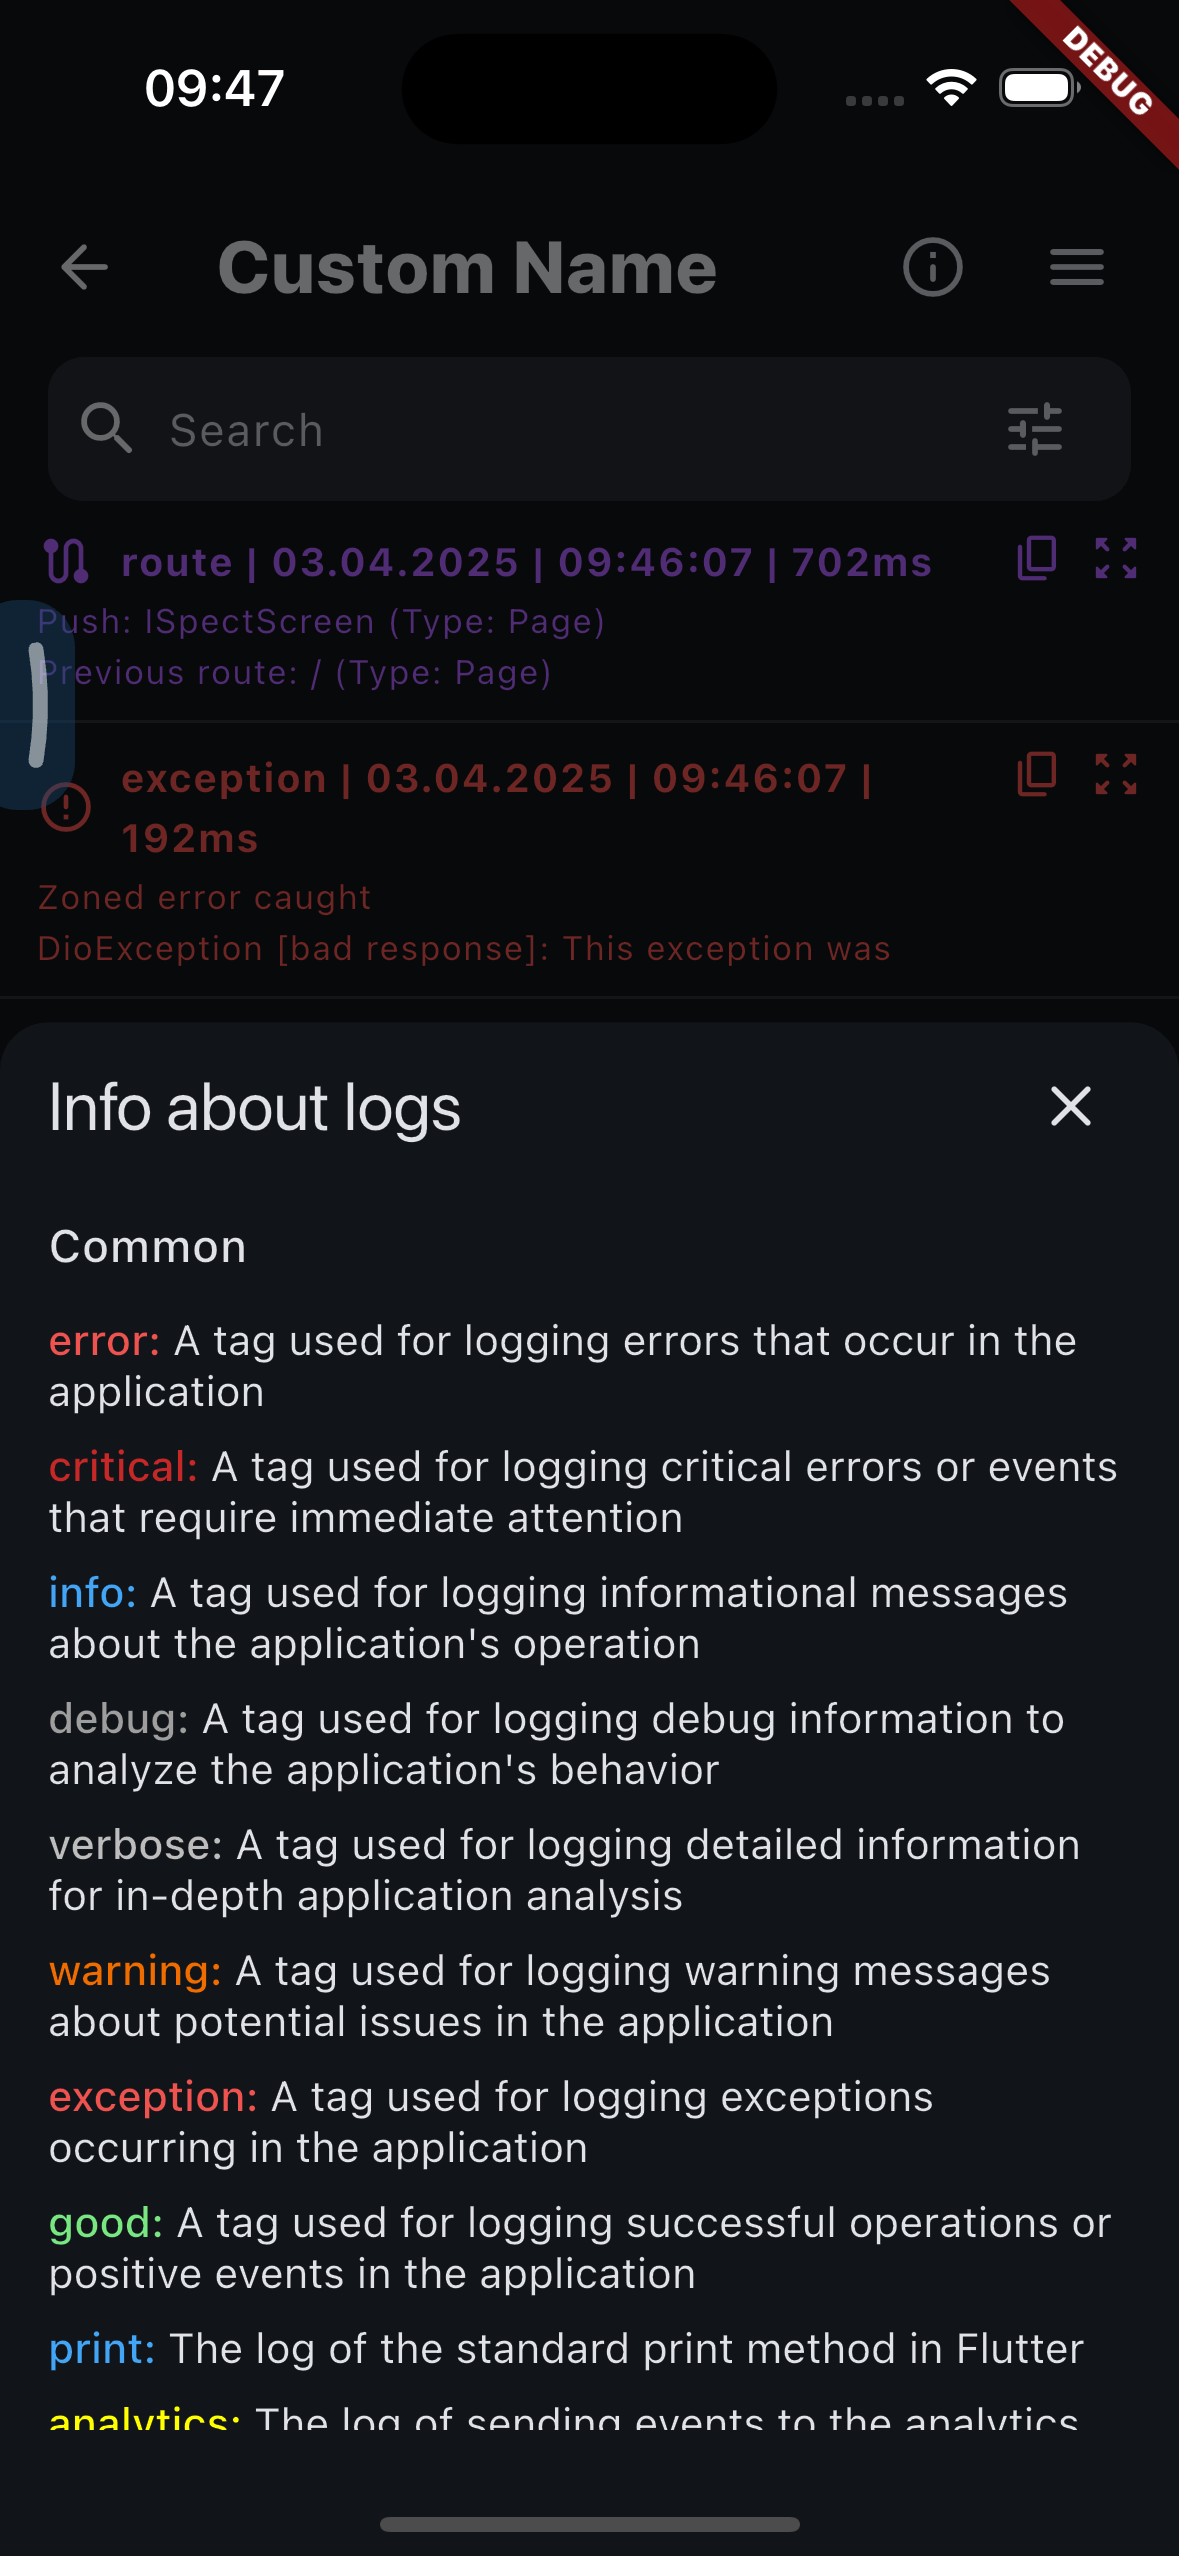 09:47
DEBUG
Custom Name
Search
route | 03.04.2025 | 09:46:07 | 702ms
Push: ISpectScreen (Type: Page)
Previous route: / (Type: Page)
exception | 03.04.2025 | 09:46:07 |
192ms
Zoned error caught
DioException [bad response]: This exception was
Info about logs
Common
error: A tag used for logging errors that occur in the
application
critical: A tag used for logging critical errors or events
that require immediate attention
info: A tag used for logging informational messages
about the application's operation
debug: A tag used for logging debug information to
analyze the application's behavior
verbose: A tag used for logging detailed information
for in-depth application analysis
warning: A tag used for logging warning messages
about potential issues in the application
exception: A tag used for logging exceptions
occurring in the application
good: A tag used for logging successful operations or
positive events in the application
print: The log of the standard print method in Flutter
analytics: The log of sending events to the analytics